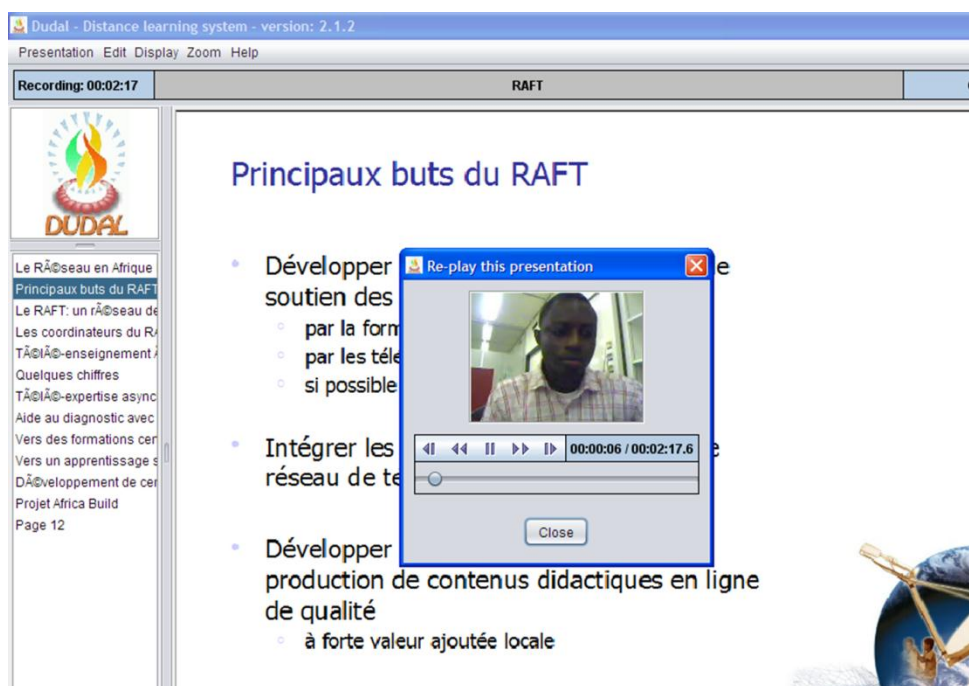 Dudal - Distance learning system - version: 2.1.2
Presentation Edit Display Zoom Help
Recording: 00:02:17
RAFT
DUDAL
Le RÃ©seau en Afrique
Principaux buts du RAFT
Le RAFT: un rÃ©seau de
Les coordinateurs du RA
TÃ©lÃ©-enseignement Ã
Quelques chiffres
TÃ©lÃ©-expertise async
Aide au diagnostic avec
Vers des formations cer
Vers un apprentissage s
DÃ©veloppement de cer
Projet Africa Build
Page 12
Principaux buts du RAFT
Développer
soutien des
par la form
par les téle
si possible
Intégrer les
réseau de te
Développer
production de contenus didactiques en ligne
de qualité
à forte valeur ajoutée locale
Re-play this presentation
00:00:06 / 00:02:17.6
Close